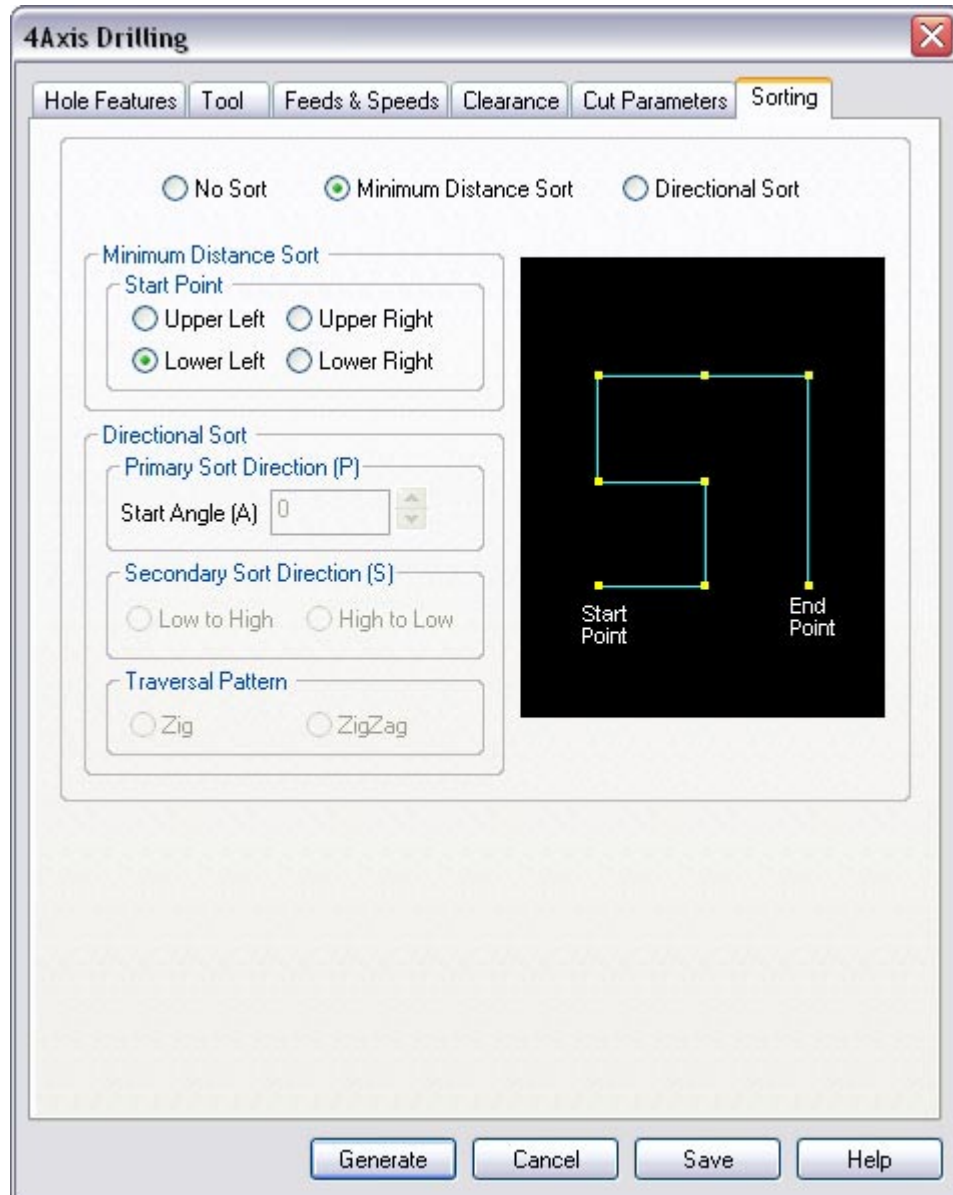 4Axis Drilling
Hole Features Tool Feeds & Speeds Clearance Cut Parameters Sorting
No Sort Minimum Distance Sort Directional Sort
Minimum Distance Sort
Start Point
Upper Left Upper Right
Lower Left Lower Right
Directional Sort
Primary Sort Direction (P)
Start Angle (A) 0
Secondary Sort Direction (S)
Low to High High to Low
Traversal Pattern
Zig ZigZag
Start
Point
End
Point
Generate Cancel Save Help